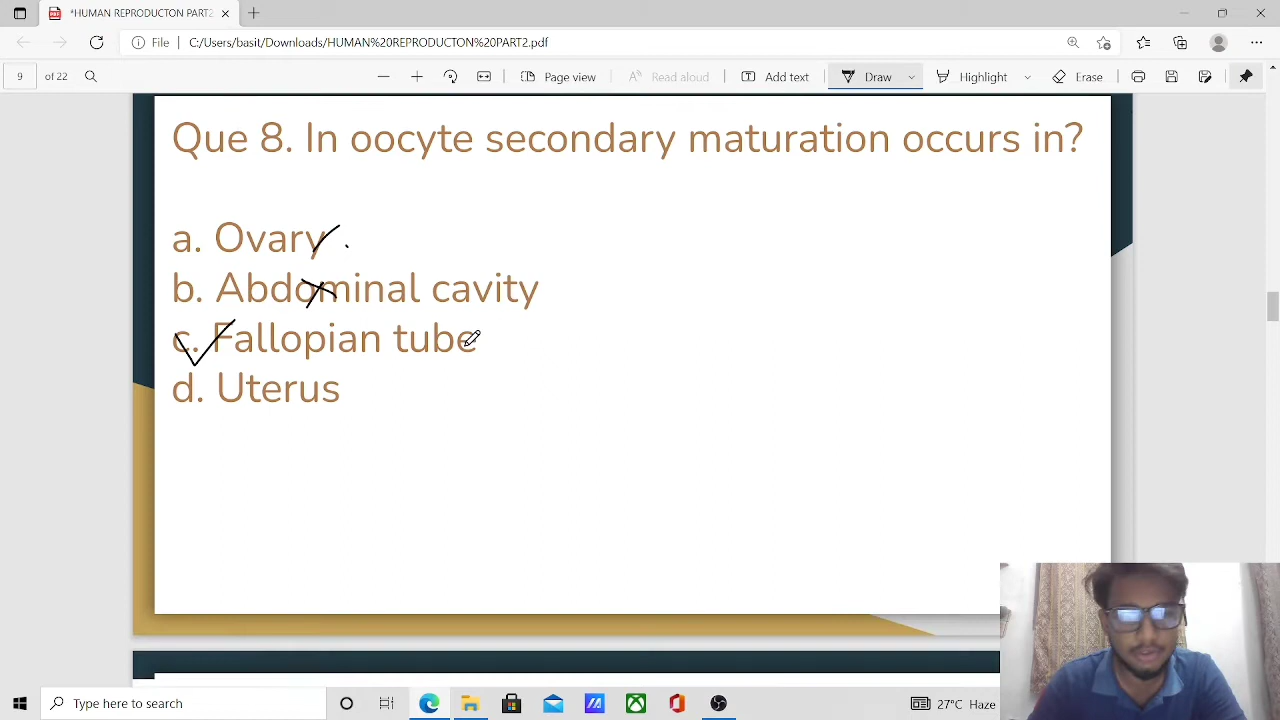 *HUMAN REPRODUCTON PART2.
File | C:/Users/basit/Downloads/HUMAN%20REPRODUCTON%20PART2.pdf
9 of 22 Page view Read aloud Add text Draw Highlight Erase
Que 8. In oocyte secondary maturation occurs in?
a. Ovary
b. Abdominal cavity
c. Fallopian tube
d. Uterus
Type here to search 27°C Haze